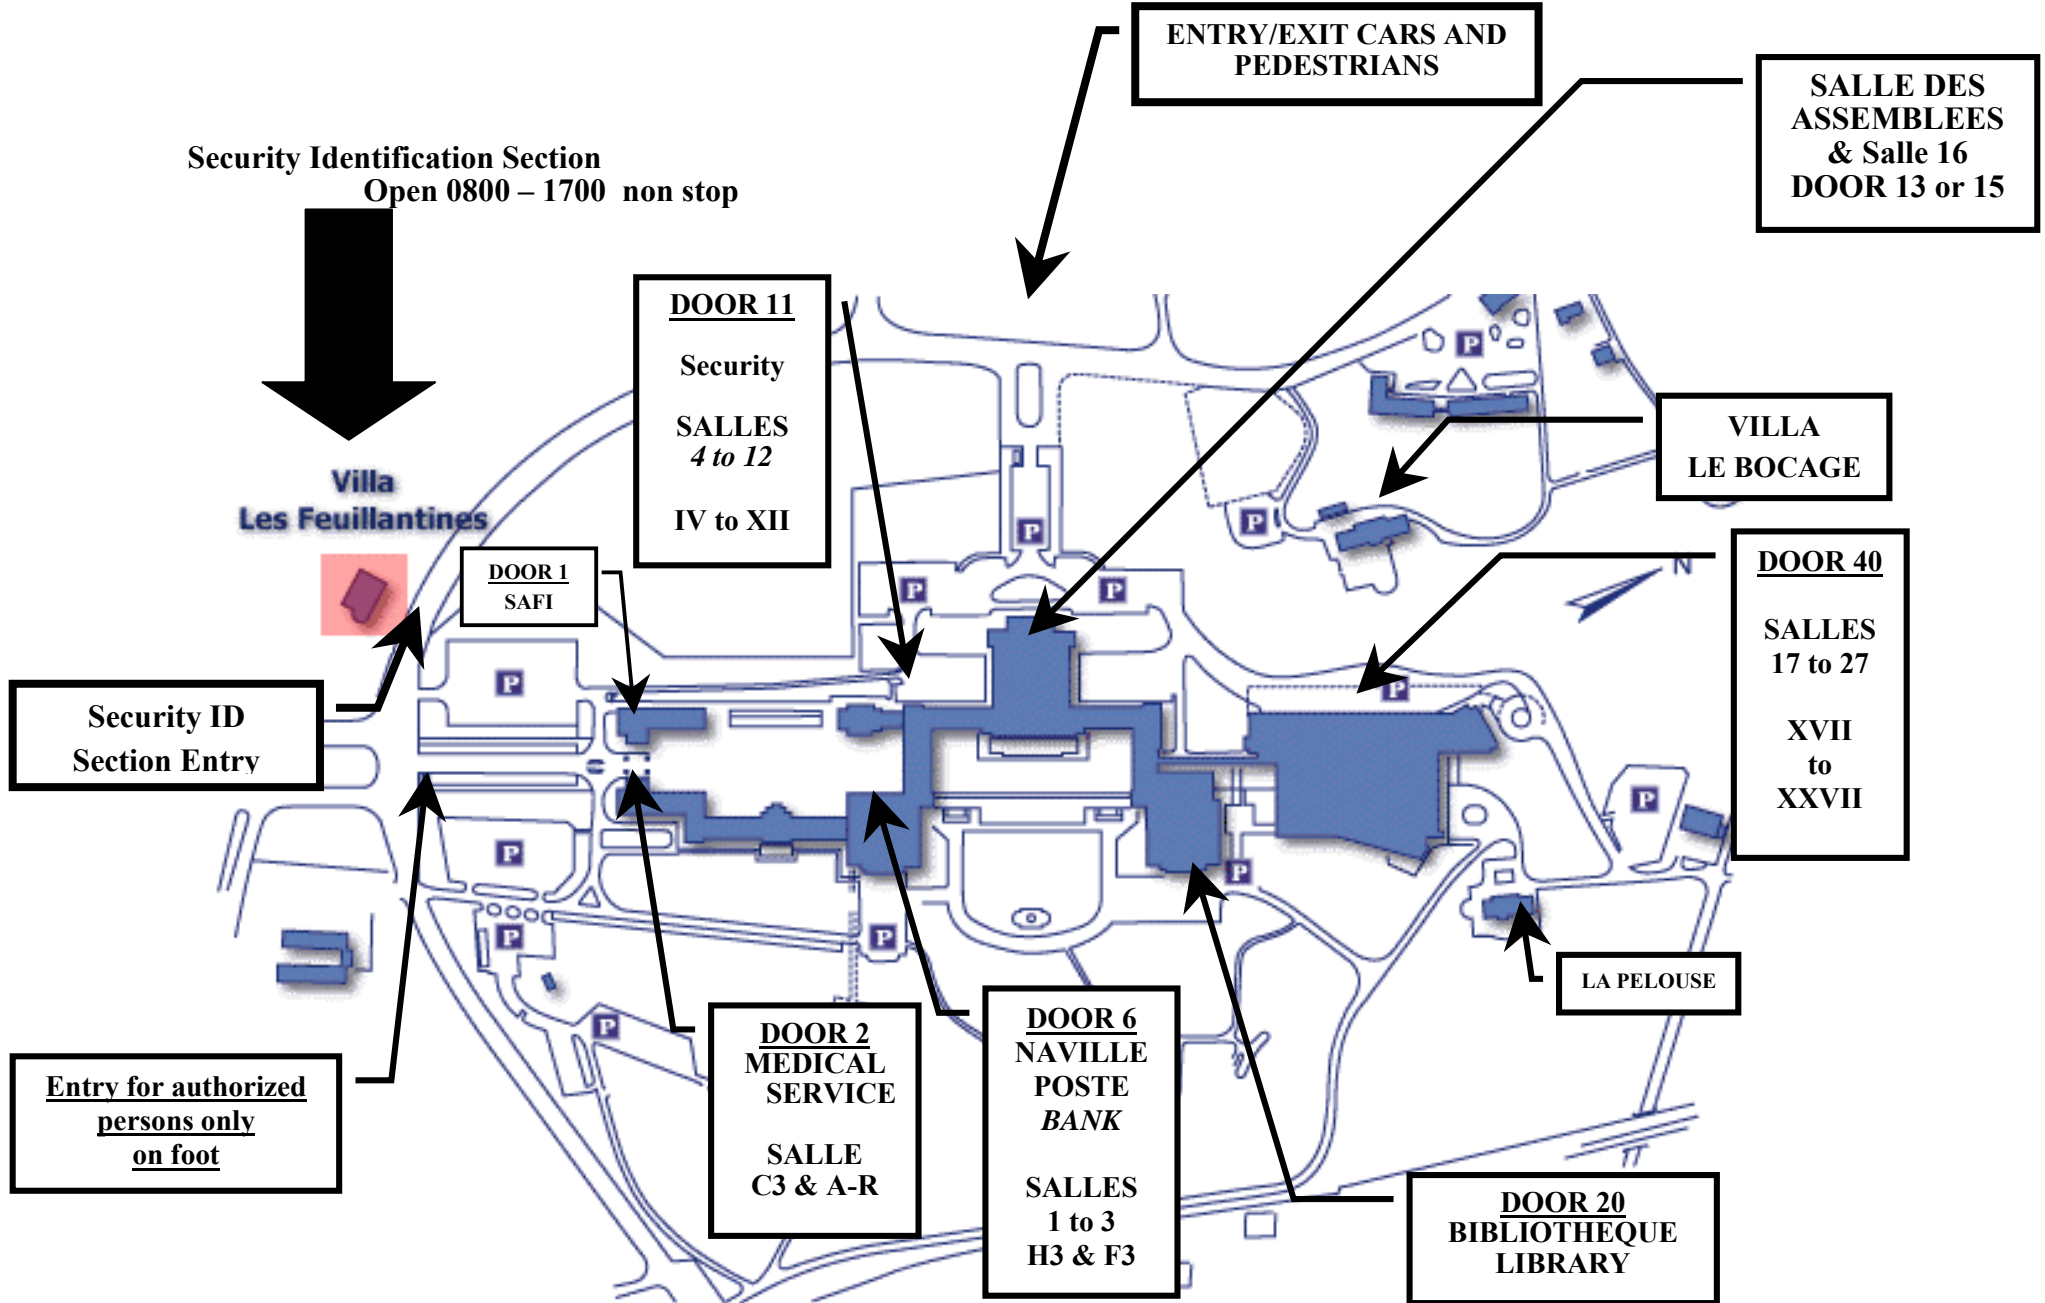 ENTRY/EXIT CARS AND
PEDESTRIANS
SALLE DES
ASSEMBLEES
& Salle 16
DOOR 13 or 15
Security Identification Section
Open 0800 – 1700 non stop
DOOR 11
Security
SALLES
4 to 12
IV to XII
P
VILLA
LE BOCAGE
Villa
Les Feuillantines
P
P
DOOR 1
SAFI
P
P
N
DOOR 40
SALLES
17 to 27
XVII
to
XXVII
Security ID
Section Entry
P
P
P
P
P
P
P
P
LA PELOUSE
Entry for authorized
persons only
on foot
DOOR 2
MEDICAL
SERVICE
SALLE
C3 & A-R
DOOR 6
NAVILLE
POSTE
BANK
SALLES
1 to 3
H3 & F3
DOOR 20
BIBLIOTHEQUE
LIBRARY